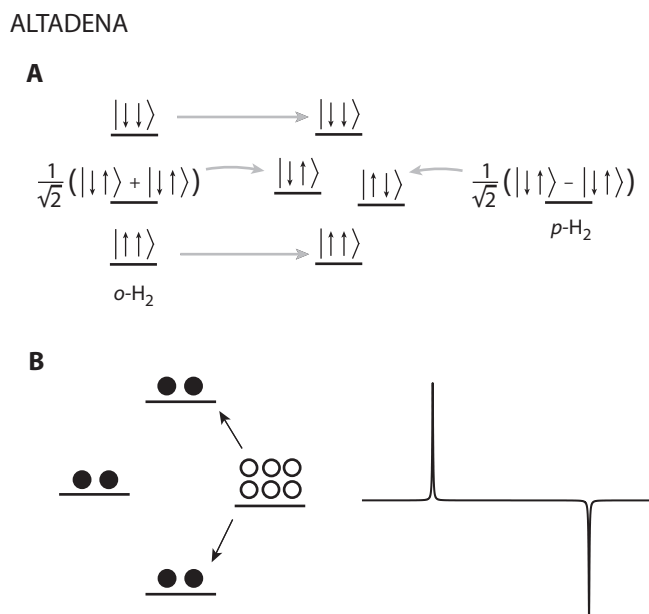 ALTADENA
A
|↓↓⟩ |↓↓⟩
1/√2 (|↓↑⟩ + |↓↑⟩) |↓↑⟩ |↑↓⟩ 1/√2 (|↓↑⟩ – |↓↑⟩)
p-H₂
|↑↑⟩ |↑↑⟩
o-H₂
B